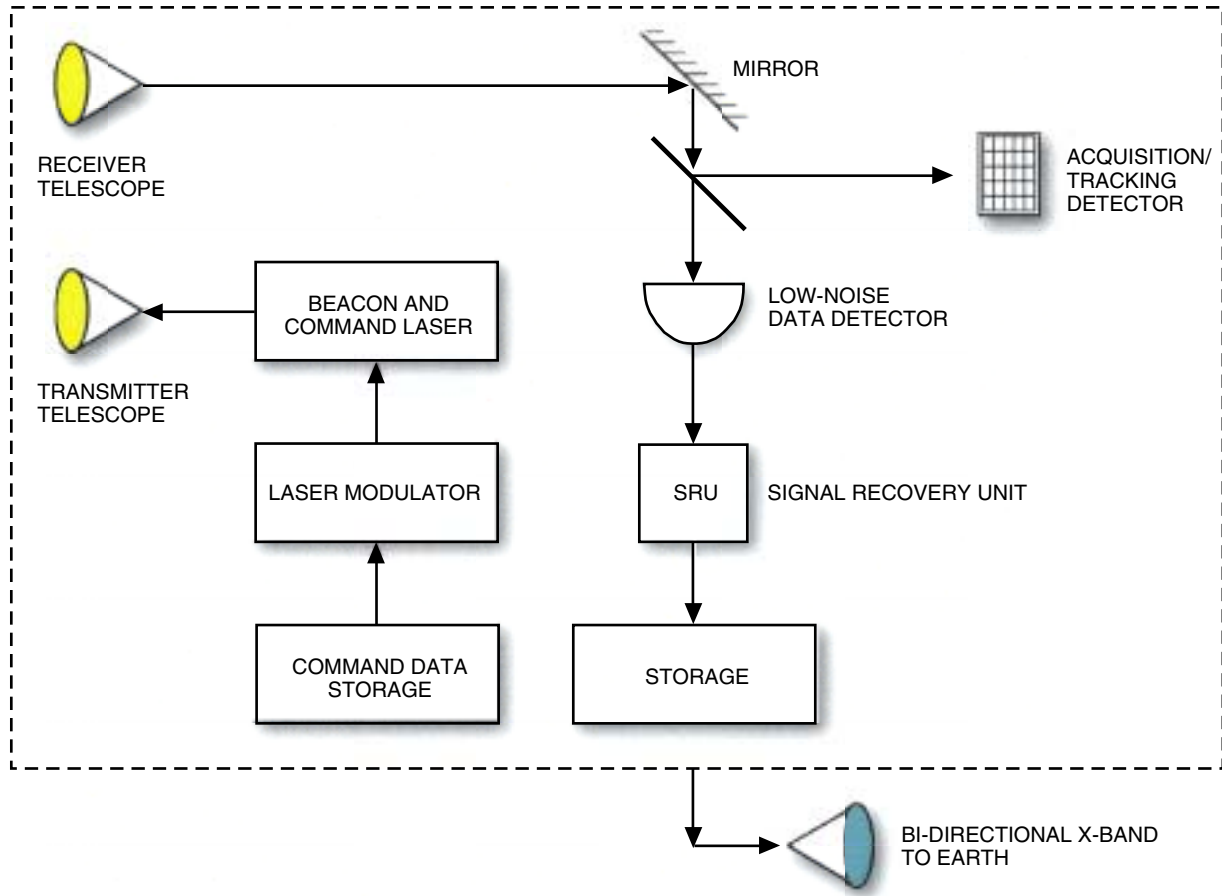 MIRROR
RECEIVER
TELESCOPE
ACQUISITION/
TRACKING
DETECTOR
BEACON AND
COMMAND LASER
LOW-NOISE
DATA DETECTOR
TRANSMITTER
TELESCOPE
LASER MODULATOR
SRU
SIGNAL RECOVERY UNIT
COMMAND DATA
STORAGE
STORAGE
BI-DIRECTIONAL X-BAND
TO EARTH